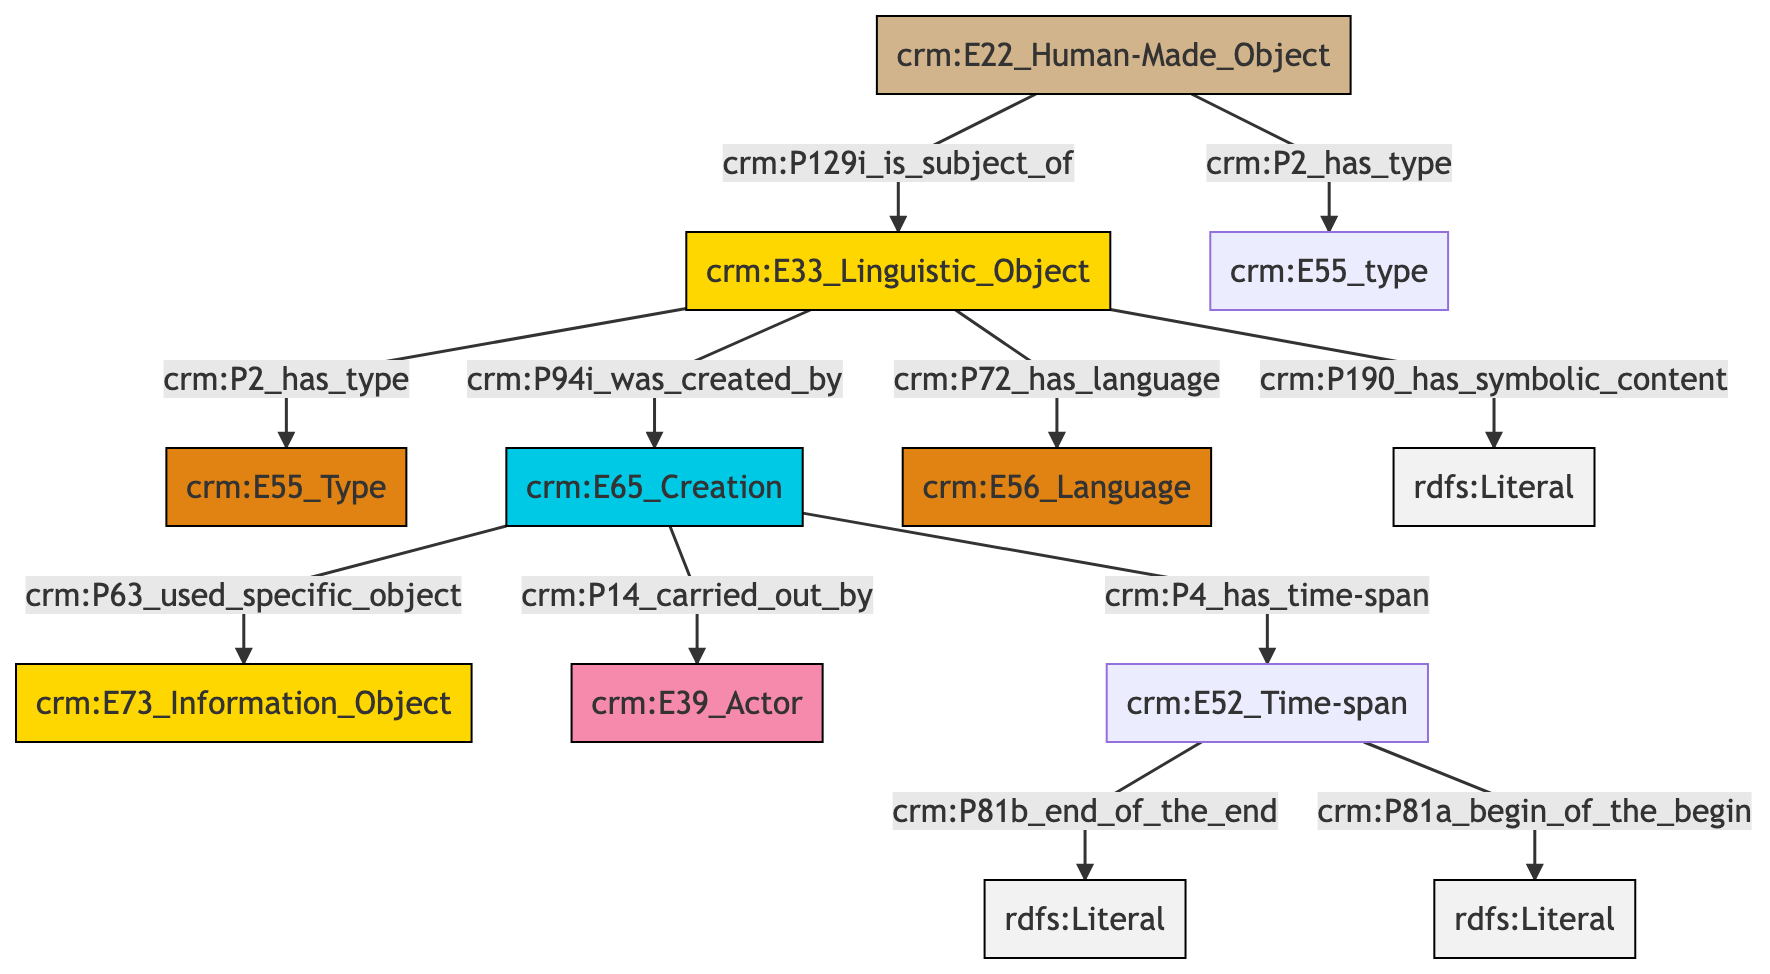 crm:E22_Human-Made_Object
crm:P129i_is_subject_of
crm:P2_has_type
crm:E33_Linguistic_Object
crm:E55_type
crm:P2_has_type
crm:P94i_was_created_by
crm:P72_has_language
crm:P190_has_symbolic_content
crm:E55_Type
crm:E65_Creation
crm:E56_Language
rdfs:Literal
crm:P63_used_specific_object
crm:P14_carried_out_by
crm:P4_has_time-span
crm:E73_Information_Object
crm:E39_Actor
crm:E52_Time-span
crm:P81b_end_of_the_end
crm:P81a_begin_of_the_begin
rdfs:Literal
rdfs:Literal